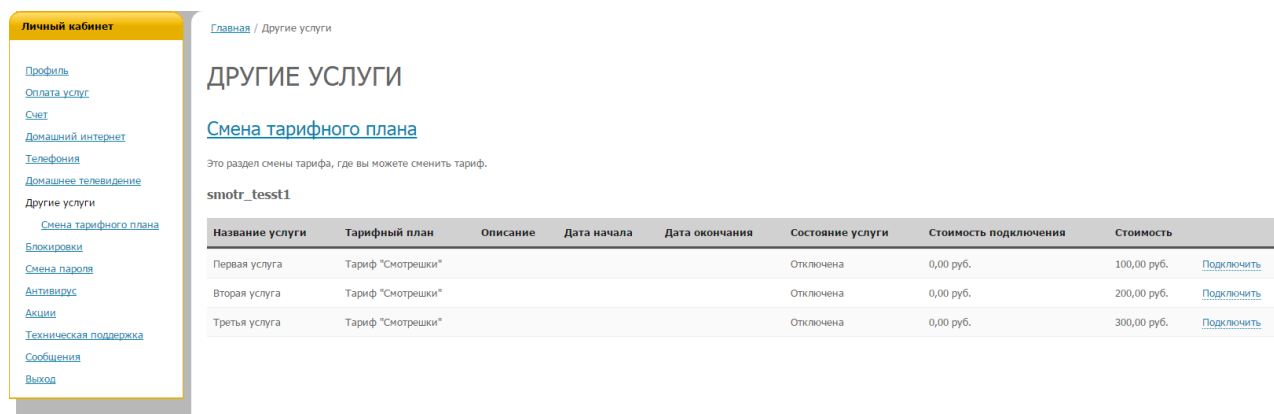 Личный кабинет
Профиль
Оплата услуг
Счет
Домашний интернет
Телефония
Домашнее телевидение
Другие услуги
Смена тарифного плана
Блокировки
Смена пароля
Антивирус
Акции
Техническая поддержка
Сообщения
Выход
Главная / Другие услуги
ДРУГИЕ УСЛУГИ
Смена тарифного плана
Это раздел смены тарифа, где вы можете сменить тариф.
smotr_tesst1
Название услуги Тарифный план Описание Дата начала Дата окончания Состояние услуги Стоимость подключения Стоимость
Первая услуга Тариф "Смотрешки" Отключена 0,00 руб. 100,00 руб. Подключить
Вторая услуга Тариф "Смотрешки" Отключена 0,00 руб. 200,00 руб. Подключить
Третья услуга Тариф "Смотрешки" Отключена 0,00 руб. 300,00 руб. Подключить